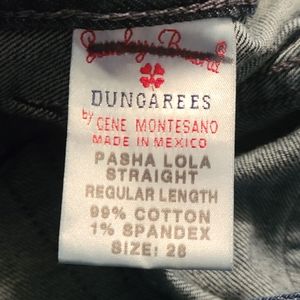 Lucky Brand®
DUNGAREES
by GENE MONTESANO
MADE IN MEXICO
PASHA LOLA
STRAIGHT
REGULAR LENGTH
99% COTTON
1% SPANDEX
SIZE: 28